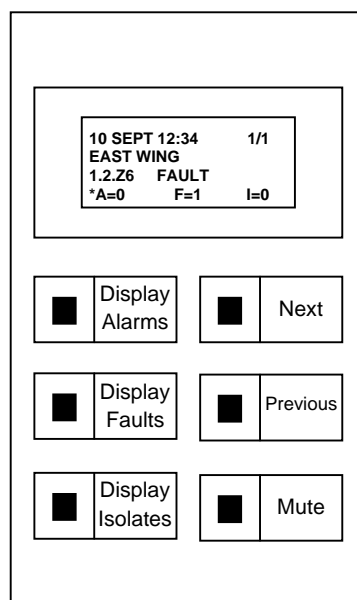 10 SEPT 12:34 1/1
EAST WING
1.2.Z6 FAULT
*A=0 F=1 I=0
Display
Alarms
Next
Display
Faults
Previous
Display
Isolates
Mute